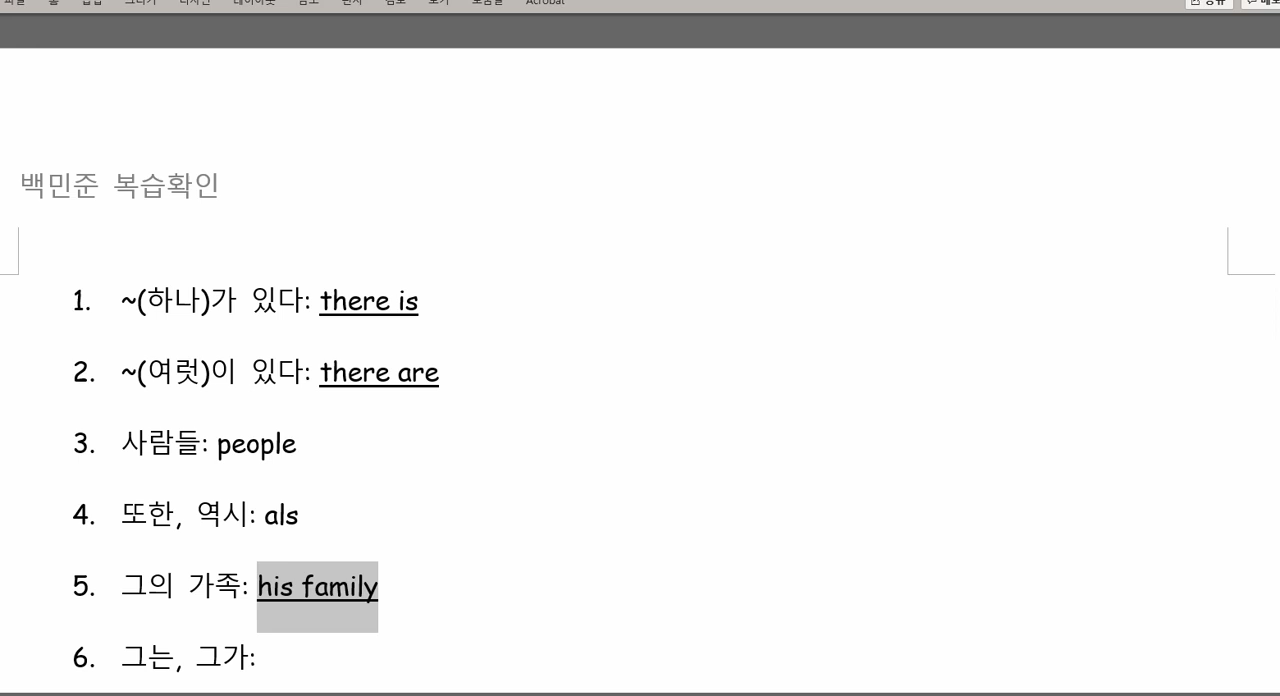 Acrobat
백민준 복습확인
1. ~(하나)가 있다: there is
2. ~(여럿)이 있다: there are
3. 사람들: people
4. 또한, 역시: als
5. 그의 가족: his family
6. 그는, 그가: